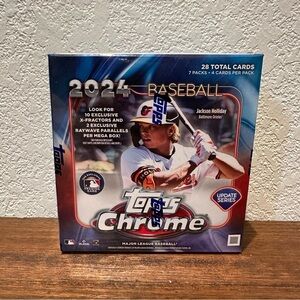 28 TOTAL CARDS
7 PACKS • 4 CARDS PER PACK
2024 BASEBALL
TOPPS
LOOK FOR
10 EXCLUSIVE
X-FRACTORS AND
2 EXCLUSIVE
RAYWAVE PARALLELS
PER MEGA BOX!
Jackson Holliday
Baltimore Orioles
TOPPS
Topps
Chrome
UPDATE
SERIES
MAJOR LEAGUE BASEBALL